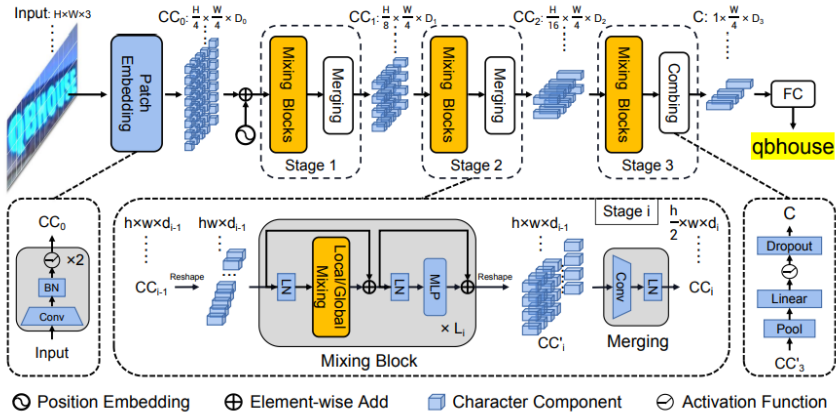 Input: H×W×3
CC₀: H/4 × W/4 × D₀
CC₁: H/8 × W/4 × D₁
CC₂: H/16 × W/4 × D₂
C: 1 × W/4 × D₃
QBHOUSE
Patch Embedding
Mixing Blocks
Merging
Stage 1
Mixing Blocks
Merging
Stage 2
Mixing Blocks
Combing
Stage 3
FC
qbhouse
CC₀
×2
BN
Conv
Input
Stage i
h×w×dᵢ₋₁
CCᵢ₋₁
Reshape
hw×dᵢ₋₁
LN
Local/Global Mixing
LN
MLP
× Lᵢ
Mixing Block
Reshape
h×w×dᵢ₋₁
CC'ᵢ
Conv
LN
Merging
h/2 ×w×dᵢ
CCᵢ
C
Dropout
Linear
Pool
CC'₃
Position Embedding
Element-wise Add
Character Component
Activation Function